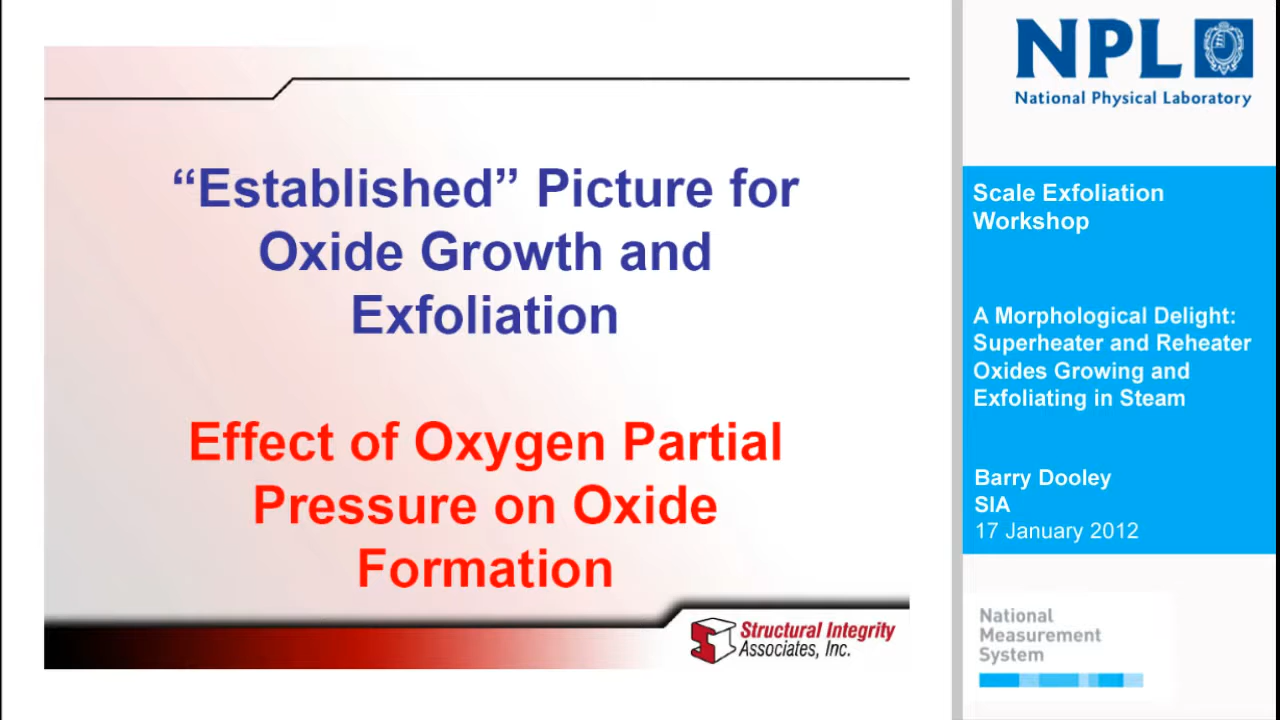 “Established” Picture for
Oxide Growth and
Exfoliation
Effect of Oxygen Partial
Pressure on Oxide
Formation
Structural Integrity
Associates, Inc.
NPL
National Physical Laboratory
Scale Exfoliation
Workshop
A Morphological Delight:
Superheater and Reheater
Oxides Growing and
Exfoliating in Steam
Barry Dooley
SIA
17 January 2012
National
Measurement
System